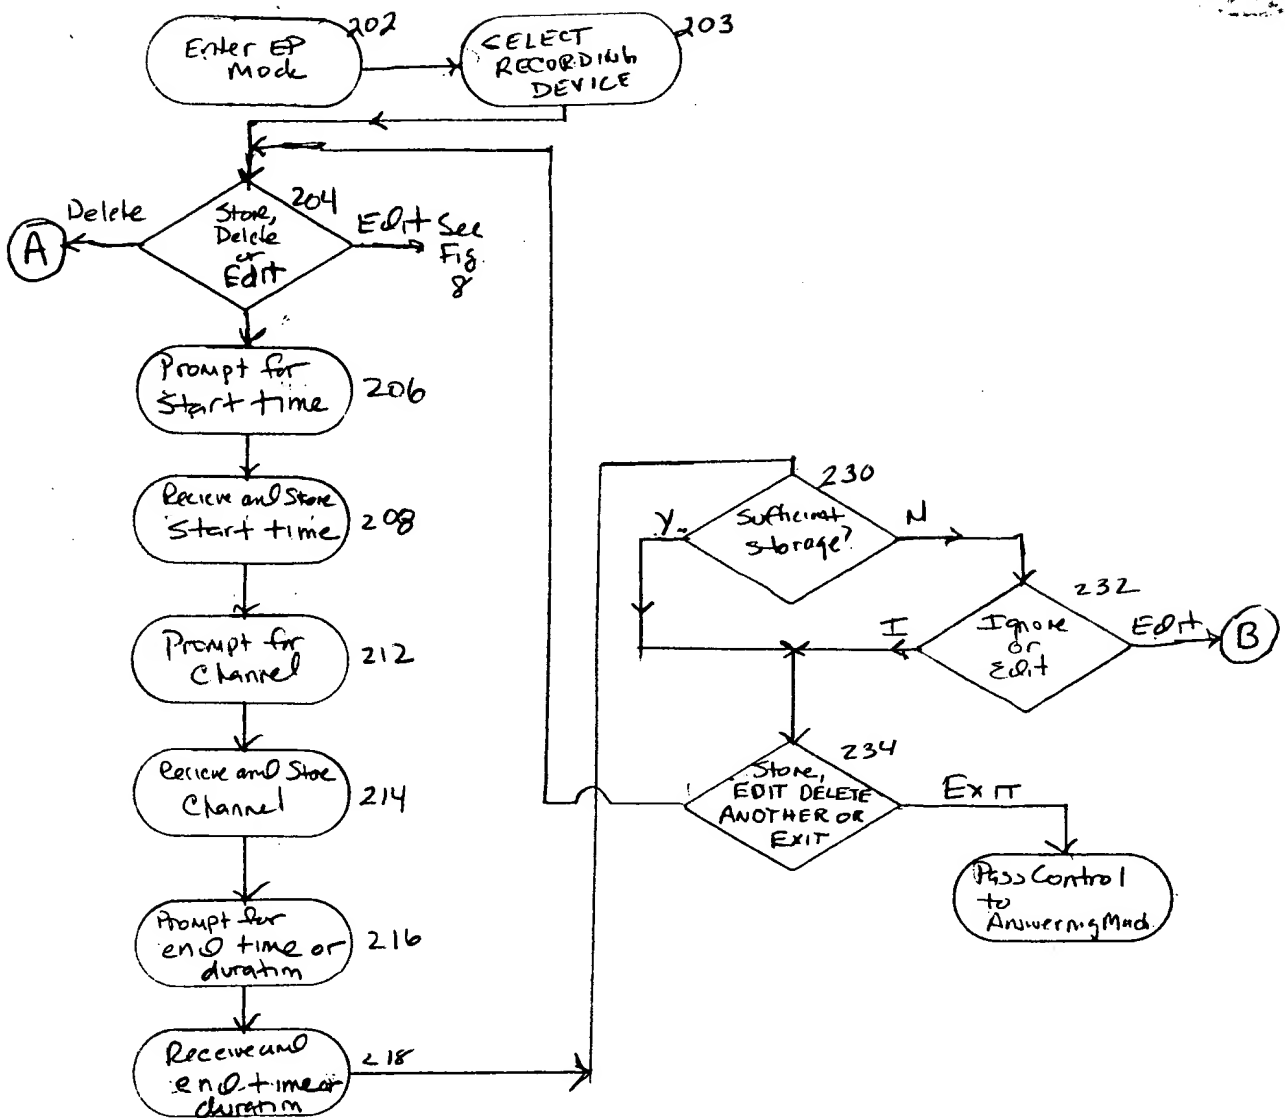 202
Enter EP
Mode
203
SELECT
RECORDING
DEVICE
204
Store,
Delete
or
Edit
Delete
A
Edit See
Fig.
8
Prompt for
Start time
206
Recieve and Store
Start time
208
Prompt for
Channel
212
Recieve and Store
Channel
214
Prompt for
end time or
duration
216
Receive and
end time or
duration
218
230
Sufficient
storage?
Y
N
232
Ignore
or
Edit
I
Edit
B
234
Store,
EDIT DELETE
ANOTHER OR
EXIT
EXIT
Pass Control
to
Answering Mach.